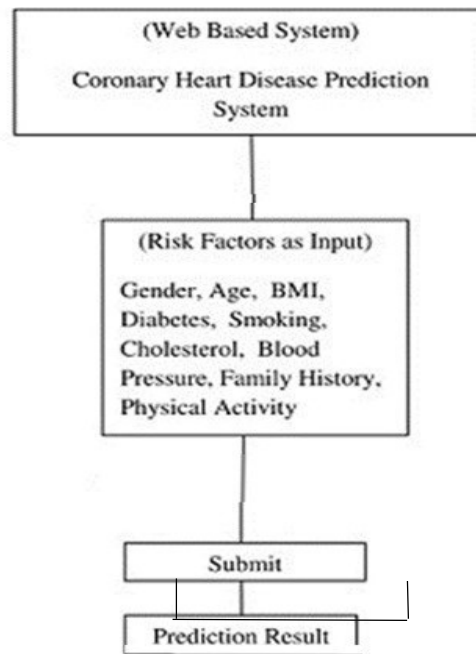 (Web Based System)
Coronary Heart Disease Prediction
System
(Risk Factors as Input)
Gender, Age, BMI,
Diabetes, Smoking,
Cholesterol, Blood
Pressure, Family History,
Physical Activity
Submit
Prediction Result